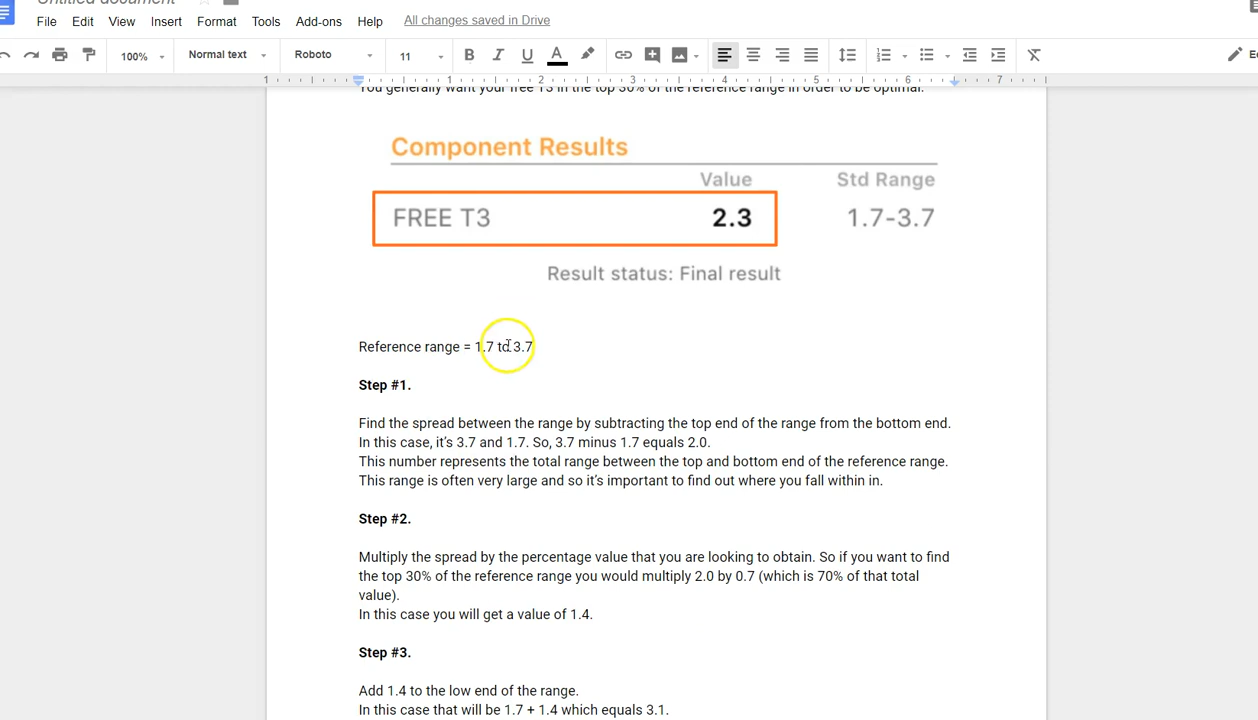 Untitled document
File Edit View Insert Format Tools Add-ons Help All changes saved in Drive
100% Normal text Roboto 11 B I U A
1 1 2 3 4 5 6 7
You generally want your free T3 in the top 30% of the reference range in order to be optimal.
Component Results
Value Std Range
FREE T3 2.3 1.7-3.7
Result status: Final result
Reference range = 1.7 to 3.7
Step #1.
Find the spread between the range by subtracting the top end of the range from the bottom end.
In this case, it's 3.7 and 1.7. So, 3.7 minus 1.7 equals 2.0.
This number represents the total range between the top and bottom end of the reference range.
This range is often very large and so it's important to find out where you fall within in.
Step #2.
Multiply the spread by the percentage value that you are looking to obtain. So if you want to find
the top 30% of the reference range you would multiply 2.0 by 0.7 (which is 70% of that total
value).
In this case you will get a value of 1.4.
Step #3.
Add 1.4 to the low end of the range.
In this case that will be 1.7 + 1.4 which equals 3.1.